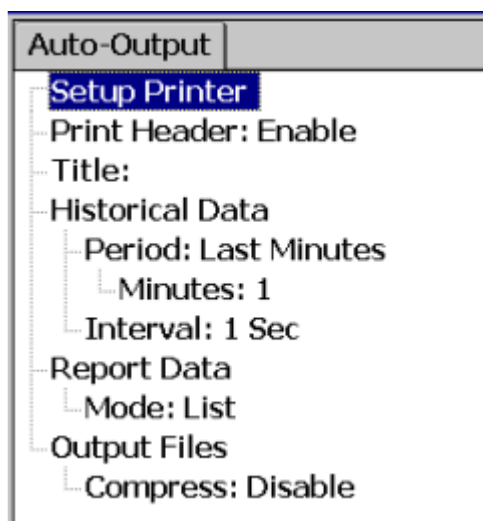 Auto-Output
Setup Printer
Print Header: Enable
Title:
Historical Data
Period: Last Minutes
Minutes: 1
Interval: 1 Sec
Report Data
Mode: List
Output Files
Compress: Disable